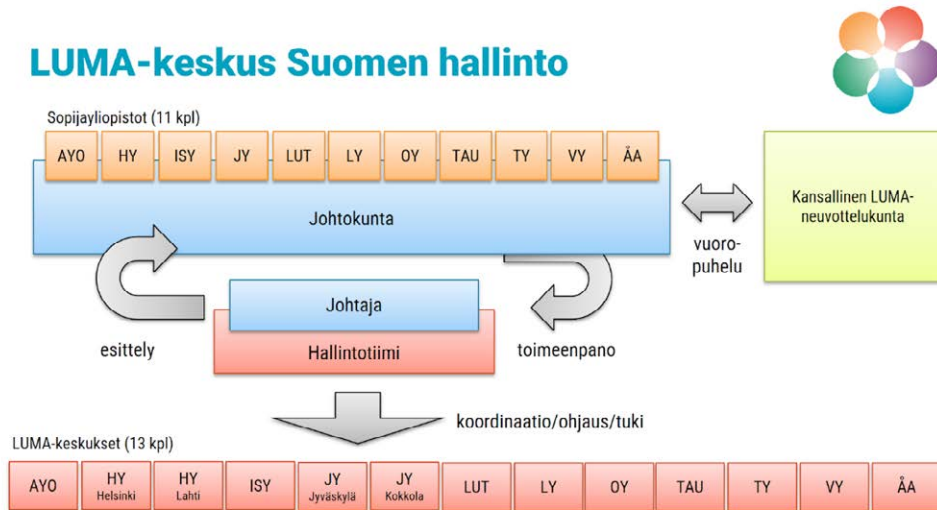 LUMA-keskus Suomen hallinto
Sopijayliopistot (11 kpl)
AYO HY ISY JY LUT LY OY TAU TY VY ÅA
Johtokunta
vuoro-
puhelu
Kansallinen LUMA-
neuvottelukunta
Johtaja
Hallintotiimi
esittely
toimeenpano
koordinaatio/ohjaus/tuki
LUMA-keskukset (13 kpl)
AYO
HY
Helsinki
HY
Lahti
ISY
JY
Jyväskylä
JY
Kokkola
LUT
LY
OY
TAU
TY
VY
ÅA